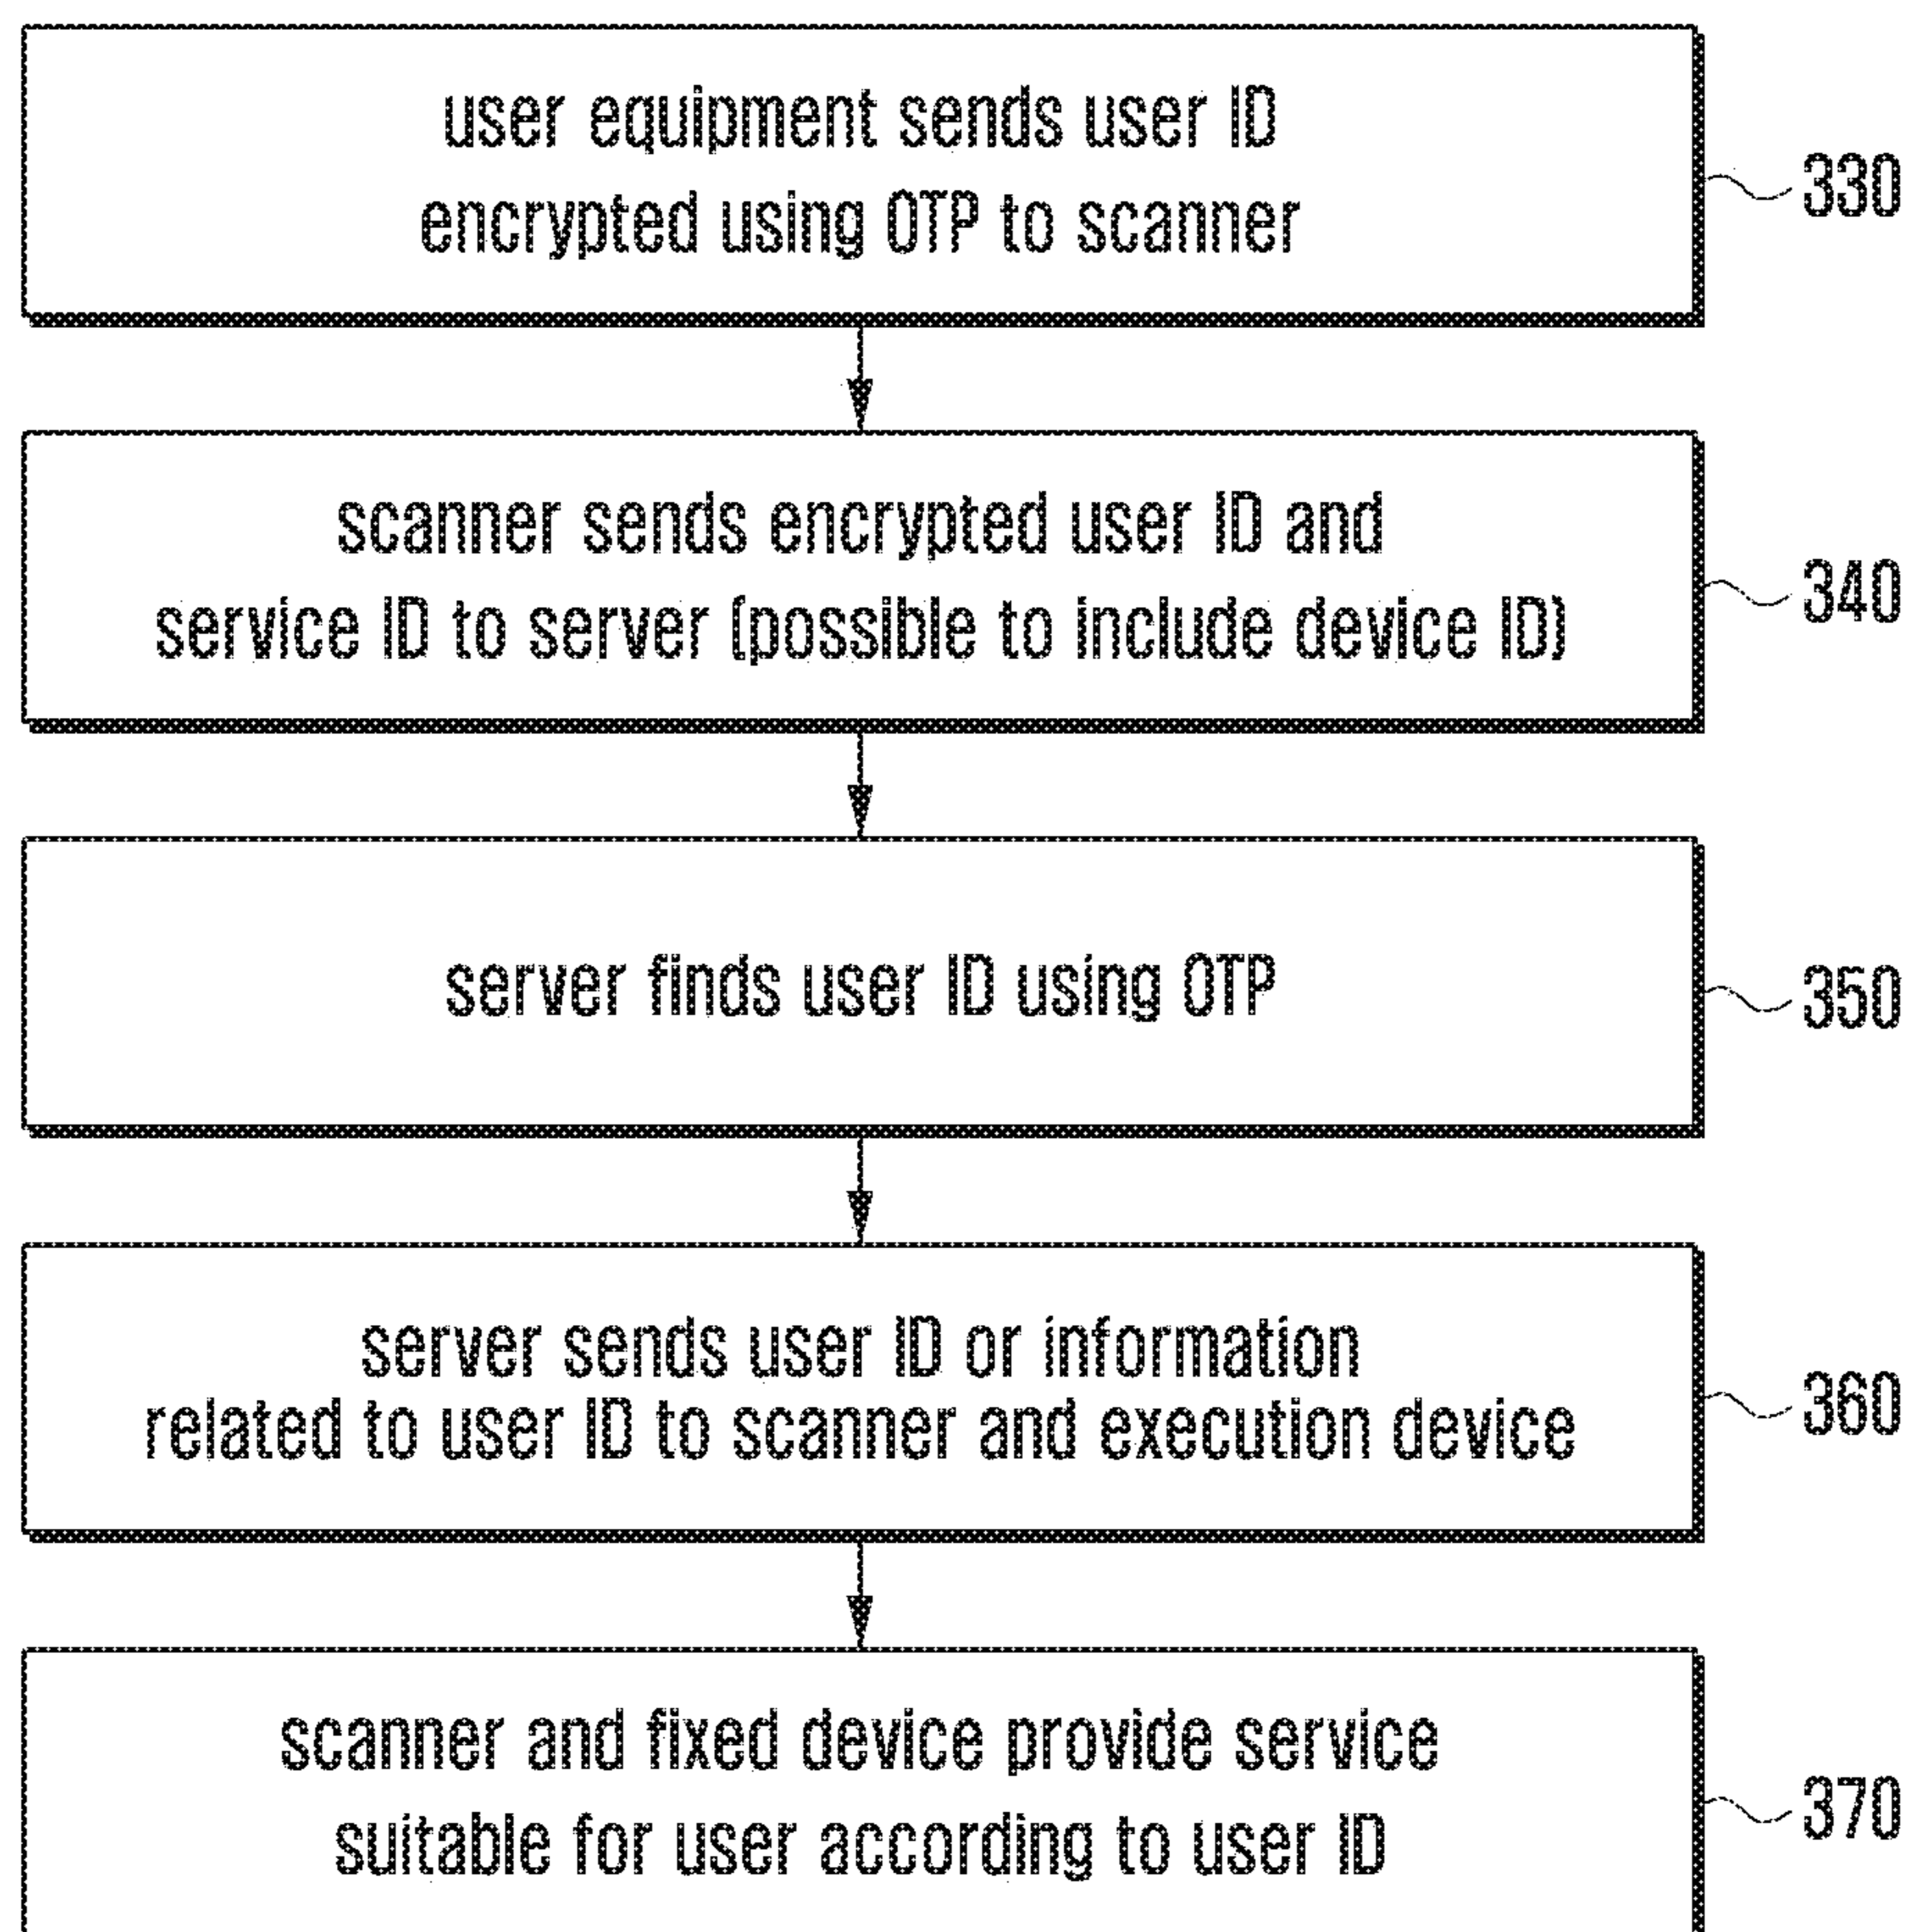 user equipment sends user ID
encrypted using OTP to scanner
330
scanner sends encrypted user ID and
service ID to server (possible to include device ID)
340
server finds user ID using OTP
350
server sends user ID or information
related to user ID to scanner and execution device
360
scanner and fixed device provide service
suitable for user according to user ID
370